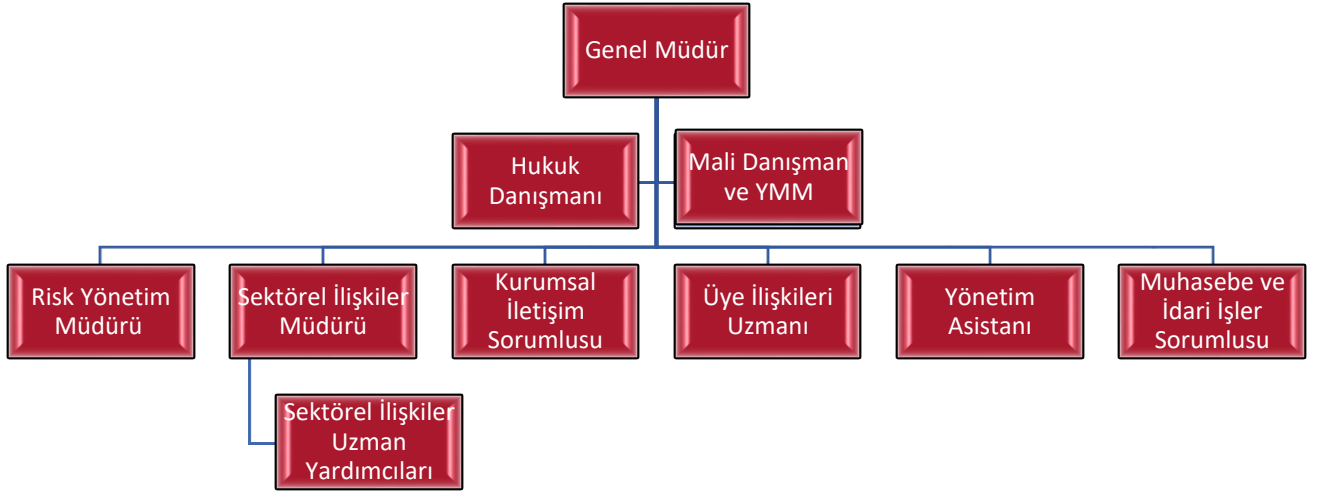 Genel Müdür
Hukuk
Danışmanı
Mali Danışman
ve YMM
Risk Yönetim
Müdürü
Sektörel İlişkiler
Müdürü
Kurumsal
İletişim
Sorumlusu
Üye İlişkileri
Uzmanı
Yönetim
Asistanı
Muhasebe ve
İdari İşler
Sorumlusu
Sektörel İlişkiler
Uzman
Yardımcıları